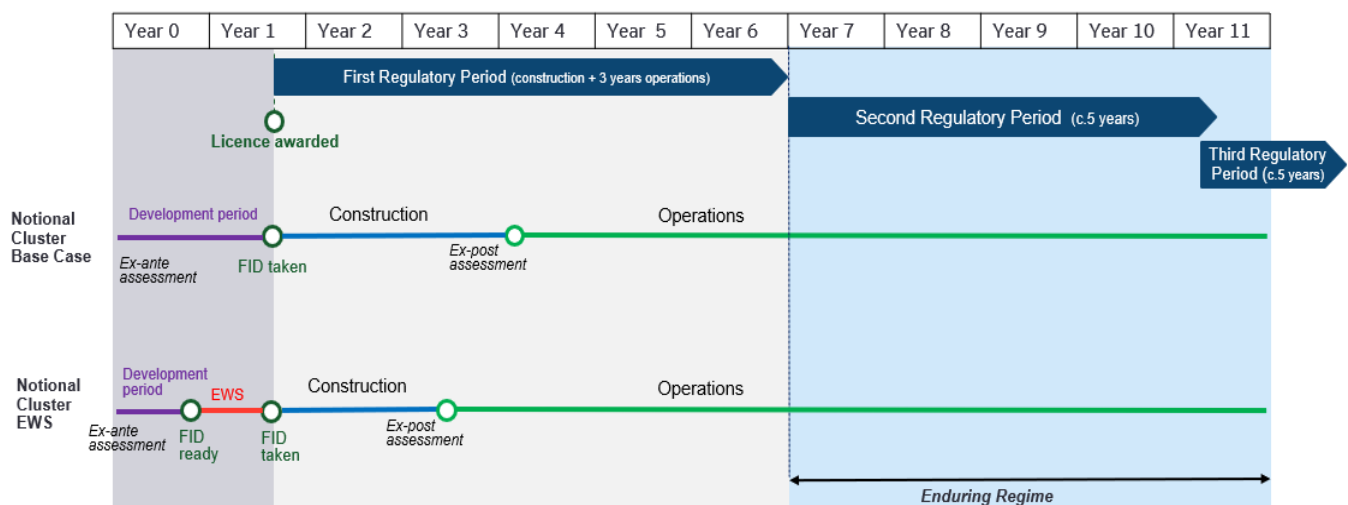 Year 0 Year 1 Year 2 Year 3 Year 4 Year 5 Year 6 Year 7 Year 8 Year 9 Year 10 Year 11
First Regulatory Period (construction + 3 years operations)
Second Regulatory Period (c.5 years)
Licence awarded
Third Regulatory
Period (c.5 years)
Notional
Cluster
Base Case
Development period
Construction
Operations
Ex-ante
assessment
FID taken
Ex-post
assessment
Notional
Cluster
EWS
Development
period
EWS
Construction
Operations
Ex-ante
assessment
FID
ready
FID
taken
Ex-post
assessment
Enduring Regime